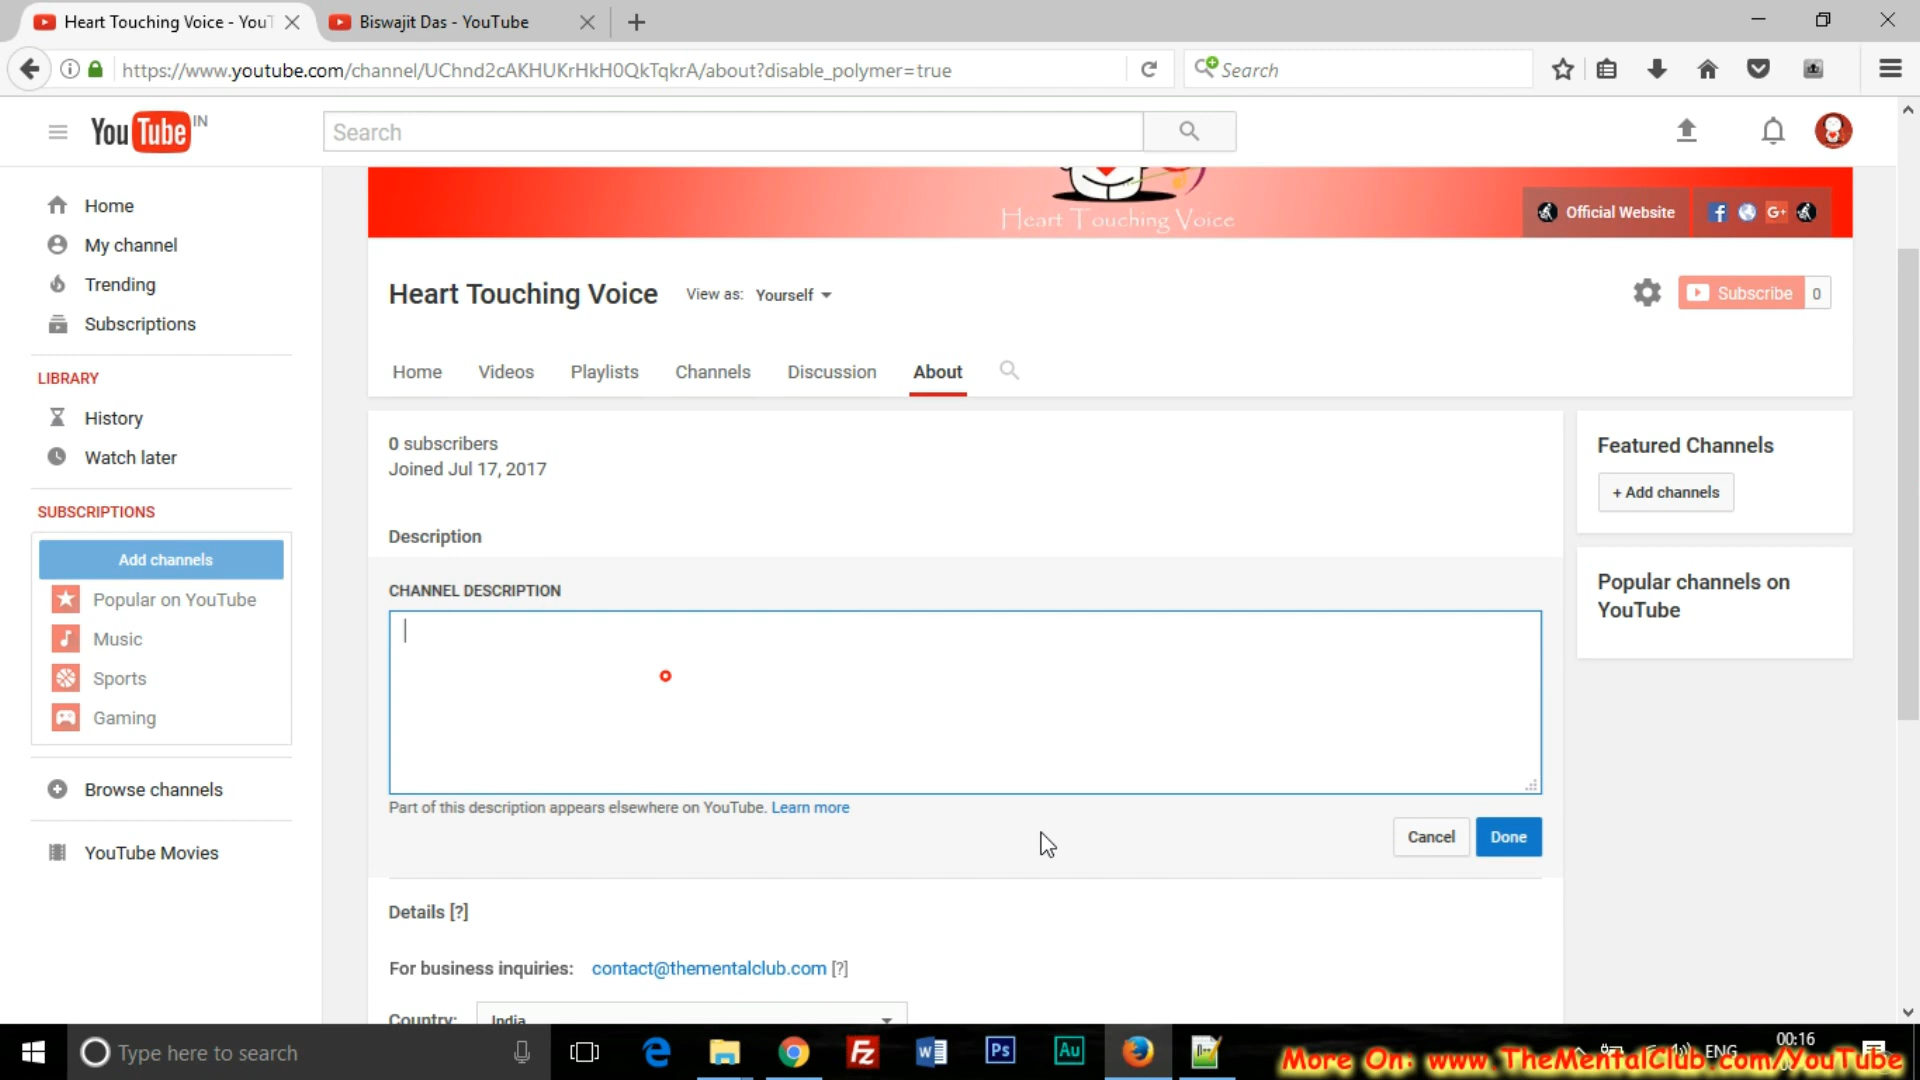 Heart Touching Voice - YouT
Biswajit Das - YouTube
https://www.youtube.com/channel/UChnd2cAKHUKrHkH0QkTqkrA/about?disable_polymer=true
Search
YouTube IN
Search
Home
My channel
Trending
Subscriptions
LIBRARY
History
Watch later
SUBSCRIPTIONS
Add channels
Popular on YouTube
Music
Sports
Gaming
Browse channels
YouTube Movies
Heart Touching Voice
Official Website
G+
Heart Touching Voice
View as: Yourself
Subscribe 0
Home Videos Playlists Channels Discussion About
0 subscribers
Joined Jul 17, 2017
Description
CHANNEL DESCRIPTION
Part of this description appears elsewhere on YouTube. Learn more
Cancel Done
Details [?]
For business inquiries: contact@thementalclub.com [?]
Country: India
Featured Channels
+ Add channels
Popular channels on
YouTube
Type here to search
Ps
Au
ENG
00:16
More On: www.TheMentalClub.com/YouTube